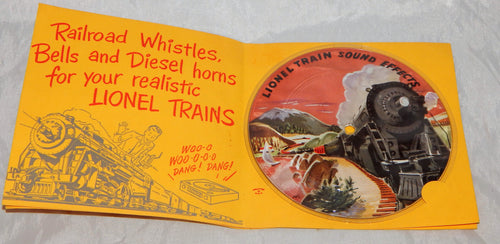 Railroad Whistles,
Bells and Diesel horns
for your realistic
LIONEL TRAINS
WOO-O
WOO-O-O-O
DANG! DANG!
LIONEL TRAIN SOUND EFFECTS